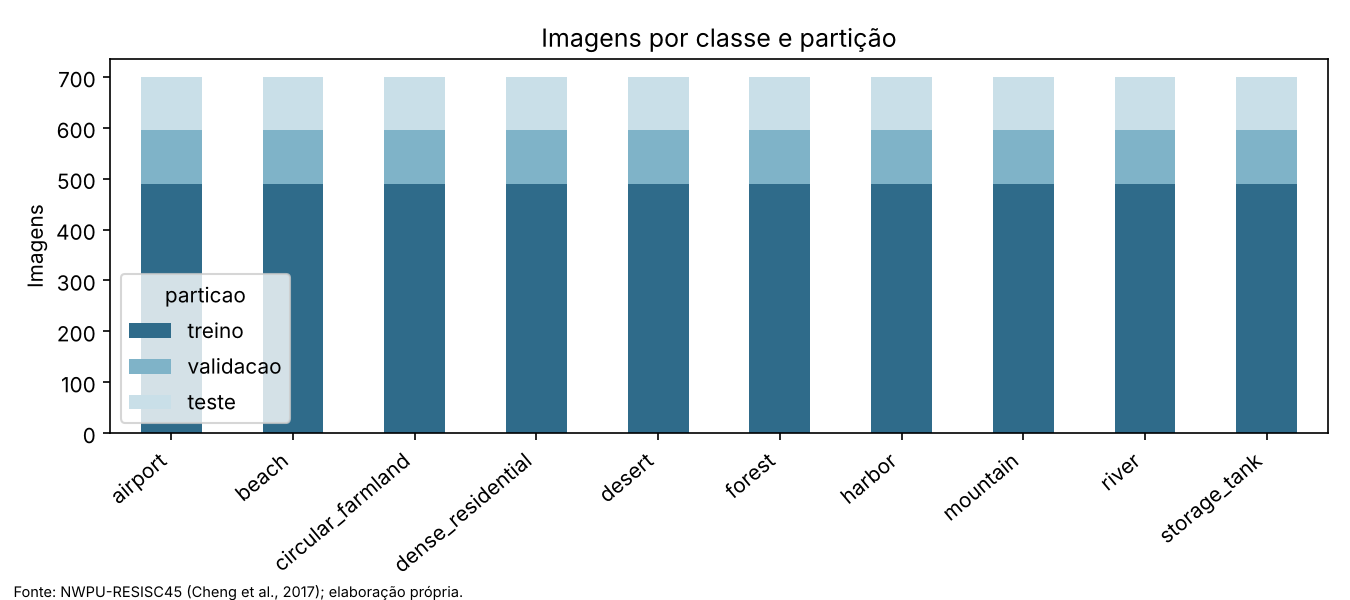 Imagens por classe e partição
Imagens
700
600
500
400
300
200
100
0
particao
treino
validacao
teste
airport
beach
circular_farmland
dense_residential
desert
forest
harbor
mountain
river
storage_tank
Fonte: NWPU-RESISC45 (Cheng et al., 2017); elaboração própria.